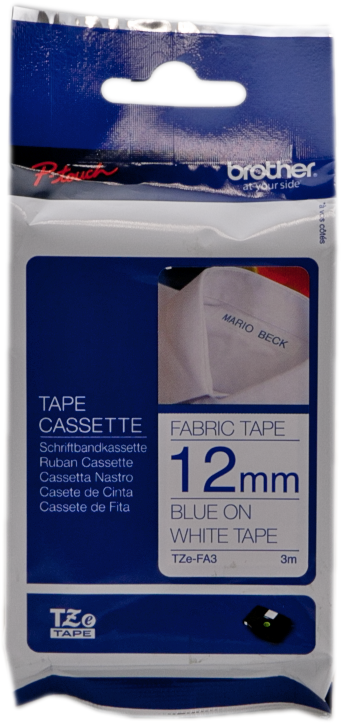 P-touch
brother
at your side
MARIO BECK
TAPE
CASSETTE
Schriftbandkassette
Ruban Cassette
Cassetta Nastro
Casete de Cinta
Cassete de Fita
FABRIC TAPE
12mm
BLUE ON
WHITE TAPE
TZe-FA3 3m
TZe
TAPE